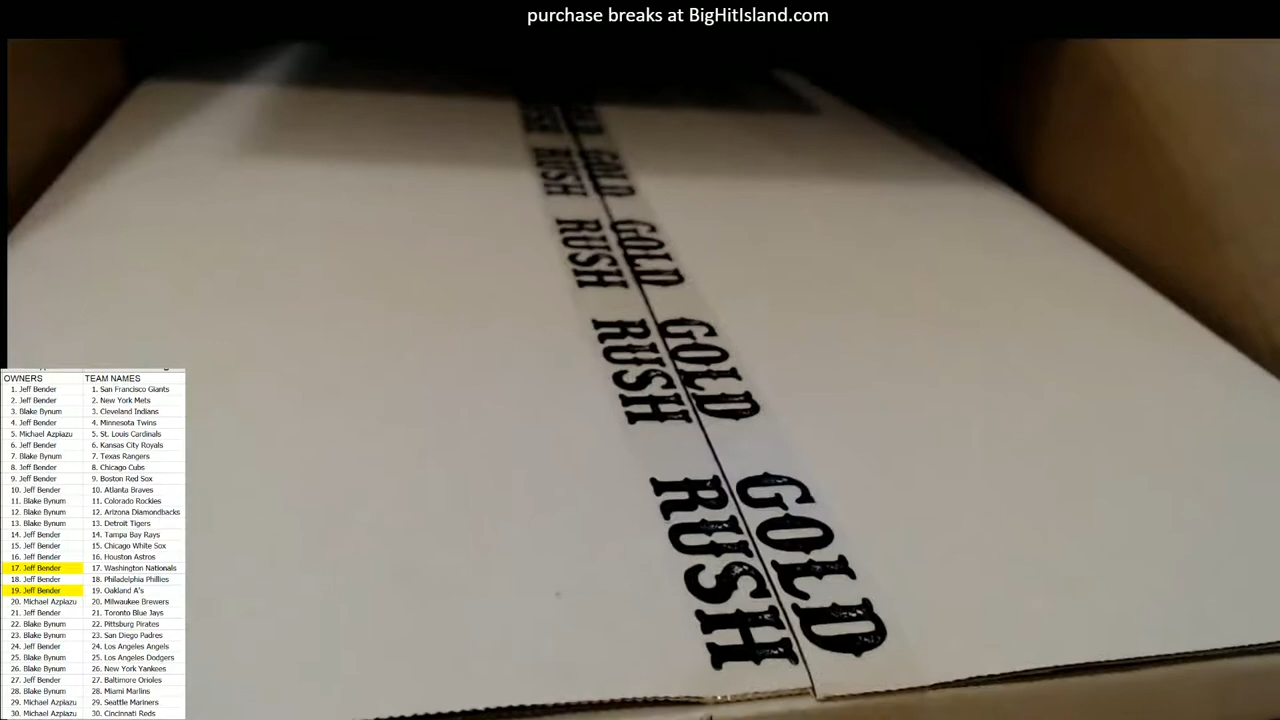 purchase breaks at BigHitIsland.com
GOLD RUSH
GOLD RUSH
GOLD RUSH
GOLD RUSH
RUSH
OWNERS TEAM NAMES
1. Jeff Bender 1. San Francisco Giants
2. Jeff Bender 2. New York Mets
3. Blake Bynum 3. Cleveland Indians
4. Jeff Bender 4. Minnesota Twins
5. Michael Azpiazu 5. St. Louis Cardinals
6. Jeff Bender 6. Kansas City Royals
7. Blake Bynum 7. Texas Rangers
8. Jeff Bender 8. Chicago Cubs
9. Jeff Bender 9. Boston Red Sox
10. Jeff Bender 10. Atlanta Braves
11. Blake Bynum 11. Colorado Rockies
12. Blake Bynum 12. Arizona Diamondbacks
13. Blake Bynum 13. Detroit Tigers
14. Jeff Bender 14. Tampa Bay Rays
15. Jeff Bender 15. Chicago White Sox
16. Jeff Bender 16. Houston Astros
17. Jeff Bender 17. Washington Nationals
18. Jeff Bender 18. Philadelphia Phillies
19. Jeff Bender 19. Oakland A's
20. Michael Azpiazu 20. Milwaukee Brewers
21. Jeff Bender 21. Toronto Blue Jays
22. Blake Bynum 22. Pittsburg Pirates
23. Blake Bynum 23. San Diego Padres
24. Jeff Bender 24. Los Angeles Angels
25. Blake Bynum 25. Los Angeles Dodgers
26. Blake Bynum 26. New York Yankees
27. Jeff Bender 27. Baltimore Orioles
28. Blake Bynum 28. Miami Marlins
29. Michael Azpiazu 29. Seattle Mariners
30. Michael Azpiazu 30. Cincinnati Reds